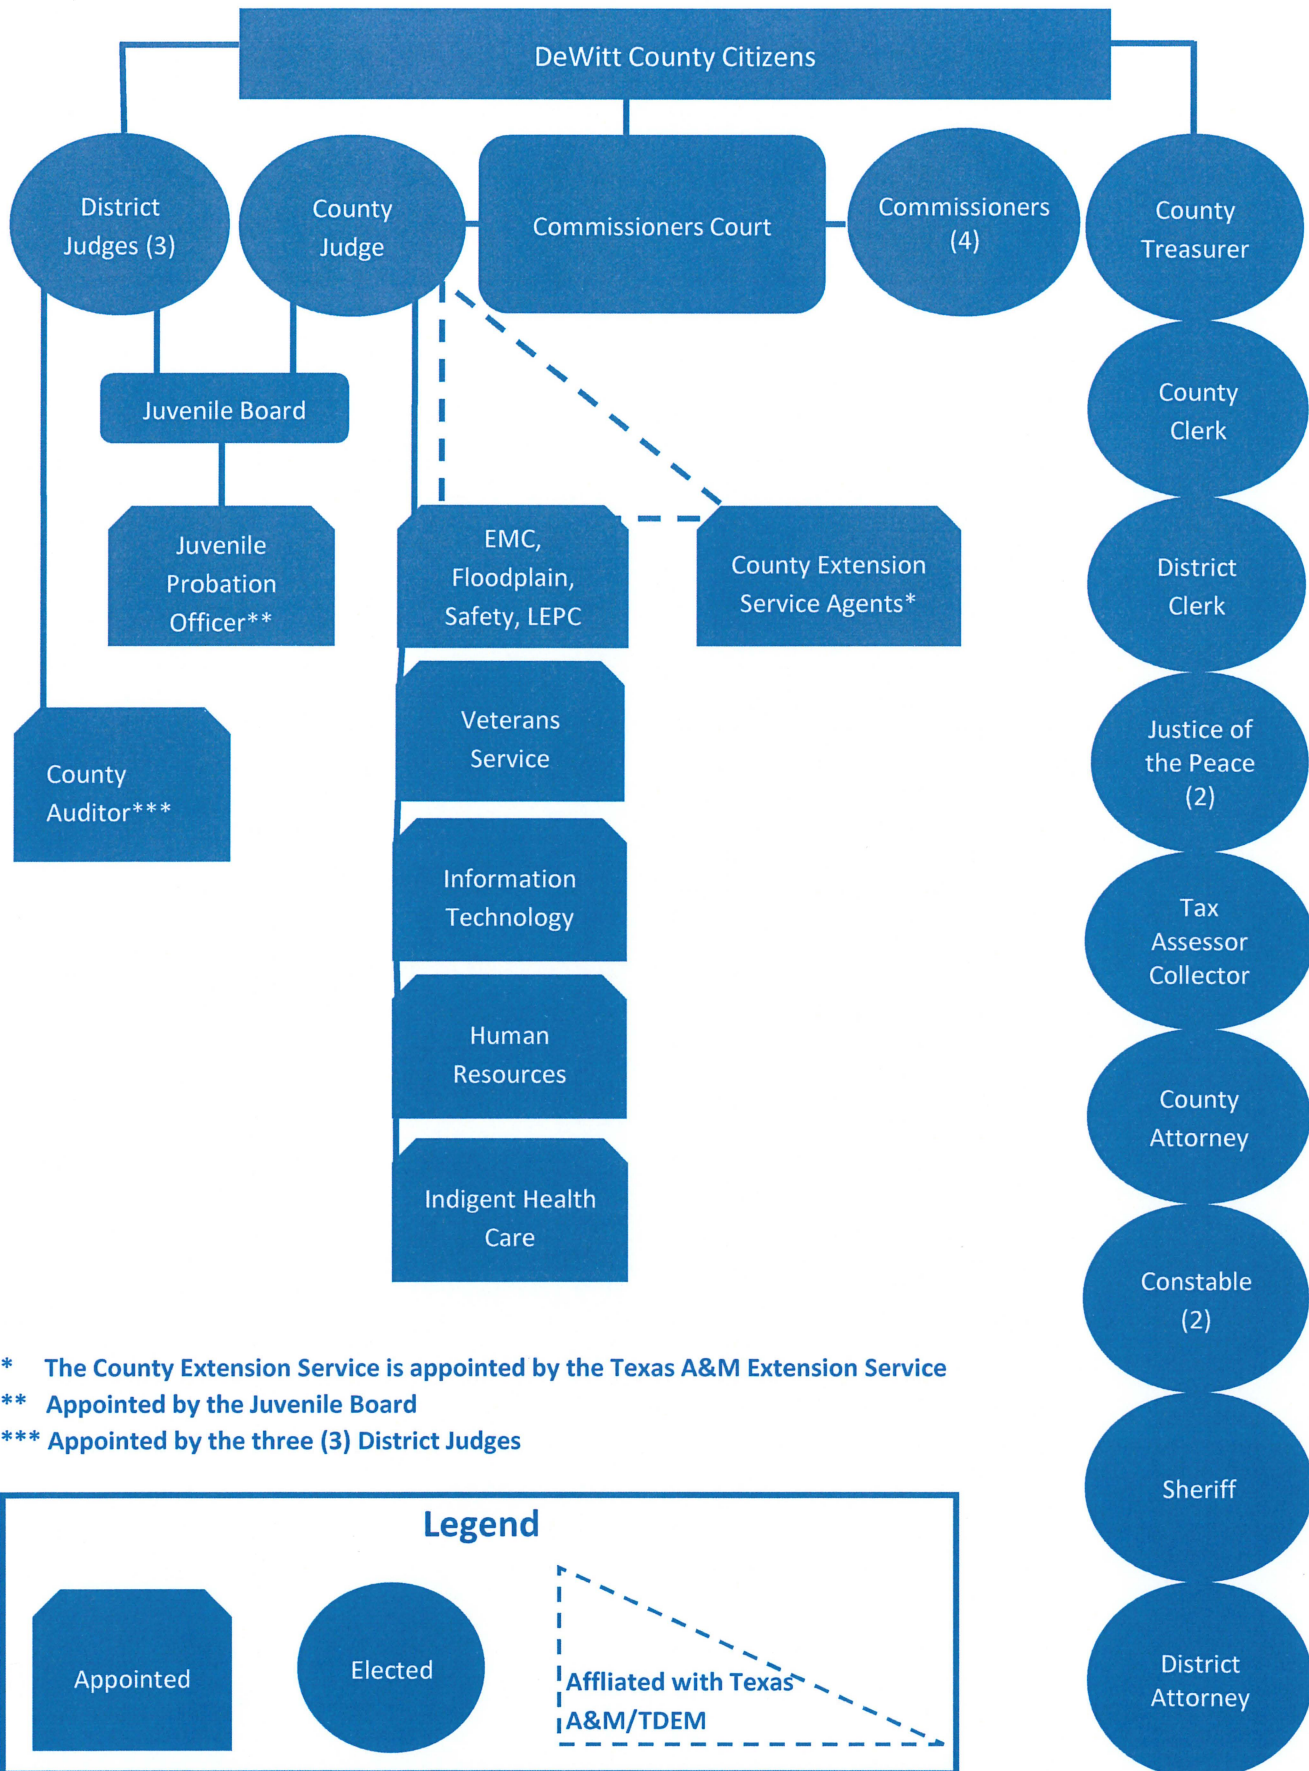 DeWitt County Citizens
District
Judges (3)
County
Judge
Commissioners Court
Commissioners
(4)
County
Treasurer
Juvenile Board
County
Clerk
Juvenile
Probation
Officer**
EMC,
Floodplain,
Safety, LEPC
County Extension
Service Agents*
District
Clerk
County
Auditor***
Veterans
Service
Justice of
the Peace
(2)
Information
Technology
Tax
Assessor
Collector
Human
Resources
County
Attorney
Indigent Health
Care
Constable
(2)
* The County Extension Service is appointed by the Texas A&M Extension Service
** Appointed by the Juvenile Board
*** Appointed by the three (3) District Judges
Sheriff
District
Attorney
Legend
Appointed
Elected
Affliated with Texas
A&M/TDEM